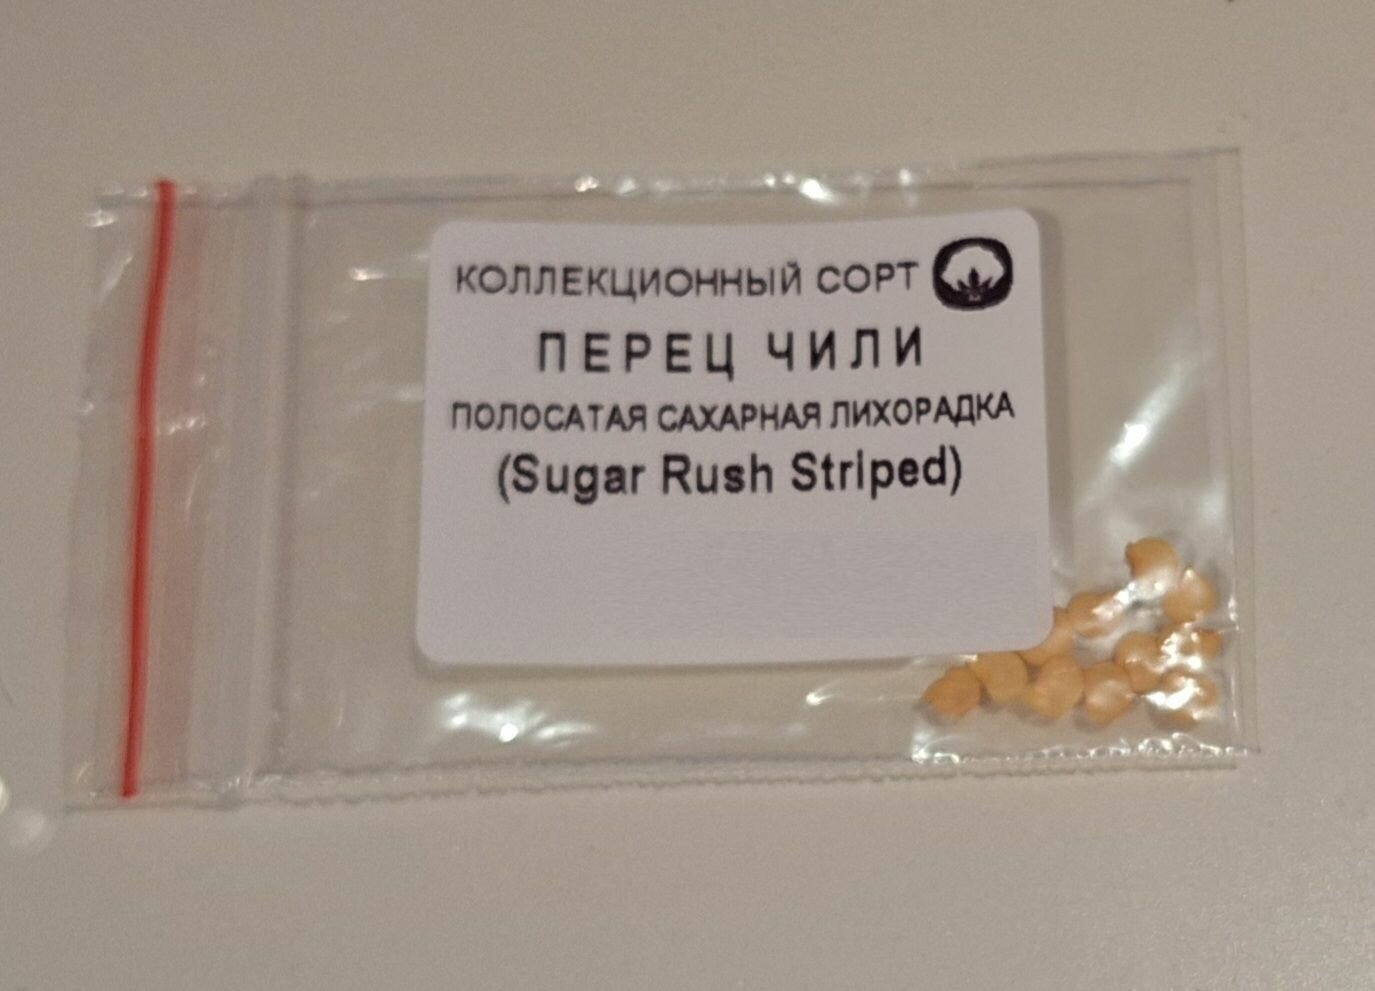 КОЛЛЕКЦИОННЫЙ СОРТ
ПЕРЕЦ ЧИЛИ
ПОЛОСАТАЯ САХАРНАЯ ЛИХОРАДКА
(Sugar Rush Striped)